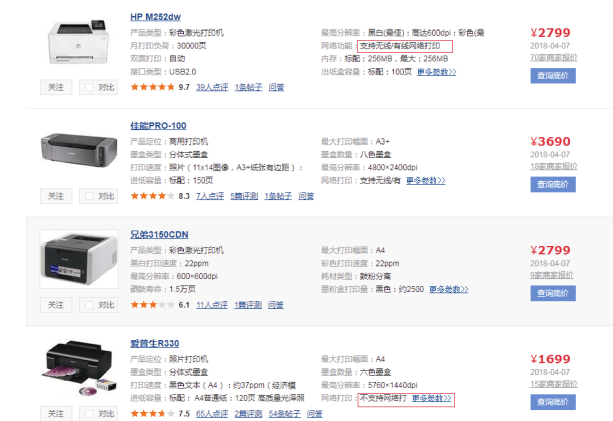 HP M252dw
产品类型：彩色激光打印机
最高分辨率：黑白(最佳)：高达600dpi；彩色(最
¥2799
月打印负荷：30000页
网络功能：支持无线/有线网络打印
2018-04-07
双面打印：自动
内存：标配：256MB，最大：256MB
70家商家报价
接口类型：USB2.0
出纸盒容量：标配：100页 更多参数>>
查询底价
关注 对比
9.7 39人点评 1条帖子 问答
佳能PRO-100
产品定位：商用打印机
最大打印幅面：A3+
¥3690
墨盒类型：分体式墨盒
墨盒数量：八色墨盒
2018-04-07
打印速度：照片（11x14图像，A3+纸张有边距）：
最高分辨率：4800×2400dpi
18家商家报价
进纸容量：标配：150页
网络打印：支持无线/有 更多参数>>
查询底价
关注 对比
8.3 7人点评 5篇评测 1条帖子 问答
兄弟3150CDN
产品类型：彩色激光打印机
最大打印幅面：A4
¥2799
黑白打印速度：22ppm
彩色打印速度：22ppm
2018-04-07
最高分辨率：600×600dpi
耗材类型：鼓粉分离
9家商家报价
硒鼓寿命：1.5万页
墨粉盒打印量：黑色：约2500 更多参数>>
查询底价
关注 对比
6.1 11人点评 1篇评测 问答
爱普生R330
产品定位：照片打印机
最大打印幅面：A4
¥1699
墨盒类型：分体式墨盒
墨盒数量：六色墨盒
2018-04-07
打印速度：黑色文本（A4）：约37ppm（经济模
最高分辨率：5760×1440dpi
15家商家报价
进纸容量：标配：A4普通纸：120页 高质量光泽照
网络打印：不支持网络打 更多参数>>
查询底价
关注 对比
7.5 65人点评 2篇评测 54条帖子 问答